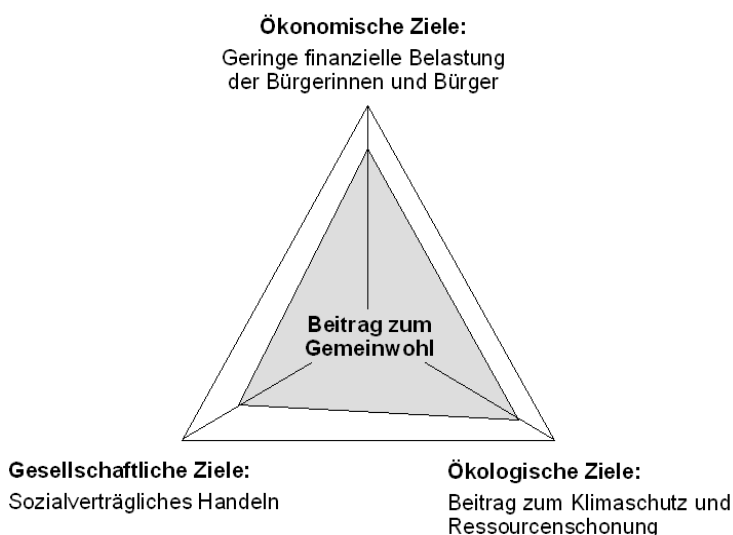 Ökonomische Ziele:
Geringe finanzielle Belastung
der Bürgerinnen und Bürger
Beitrag zum
Gemeinwohl
Gesellschaftliche Ziele:
Sozialverträgliches Handeln
Ökologische Ziele:
Beitrag zum Klimaschutz und
Ressourcenschonung